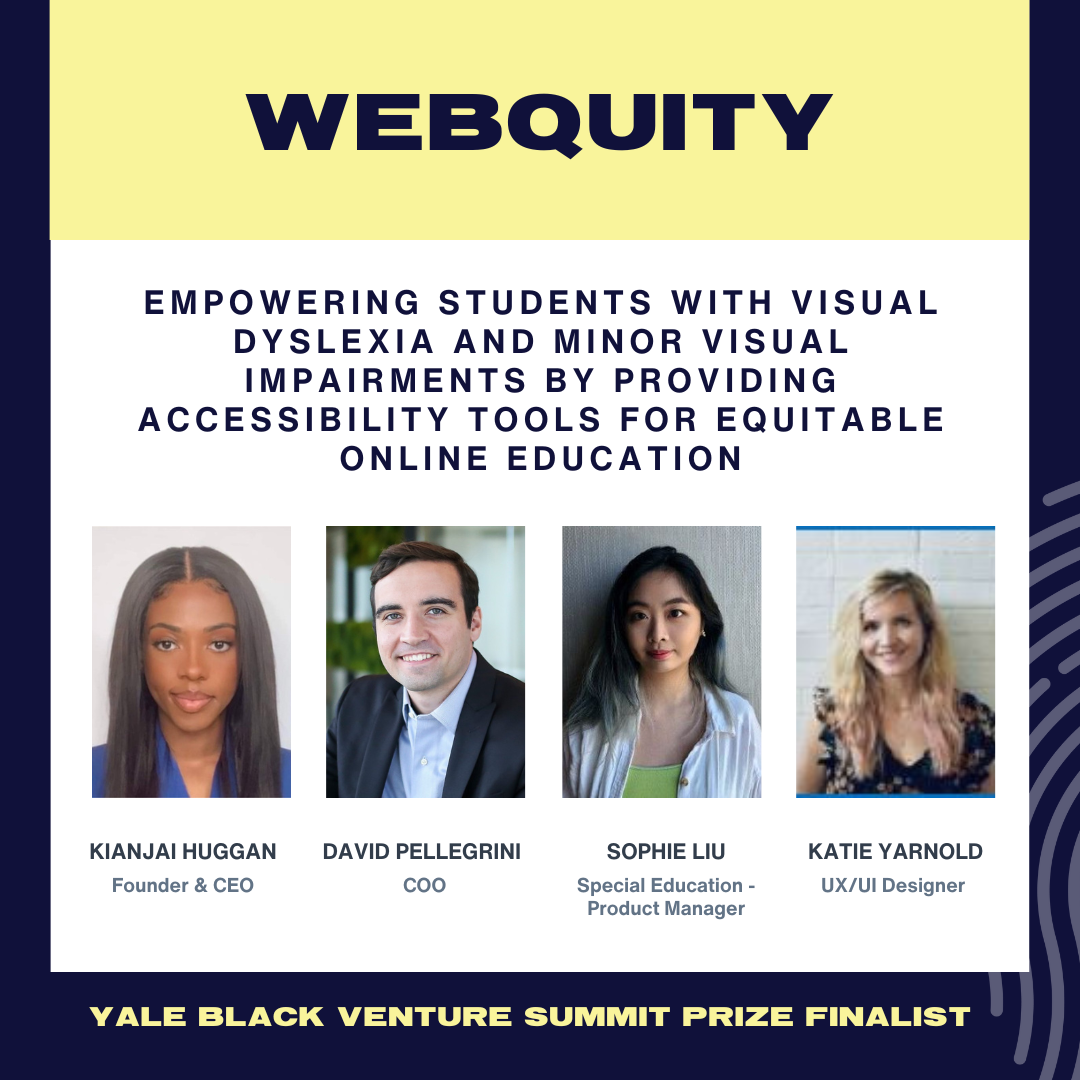 WEBQUITY
EMPOWERING STUDENTS WITH VISUAL
DYSLEXIA AND MINOR VISUAL
IMPAIRMENTS BY PROVIDING
ACCESSIBILITY TOOLS FOR EQUITABLE
ONLINE EDUCATION
KIANJAI HUGGAN
Founder & CEO
DAVID PELLEGRINI
COO
SOPHIE LIU
Special Education -
Product Manager
KATIE YARNOLD
UX/UI Designer
YALE BLACK VENTURE SUMMIT PRIZE FINALIST